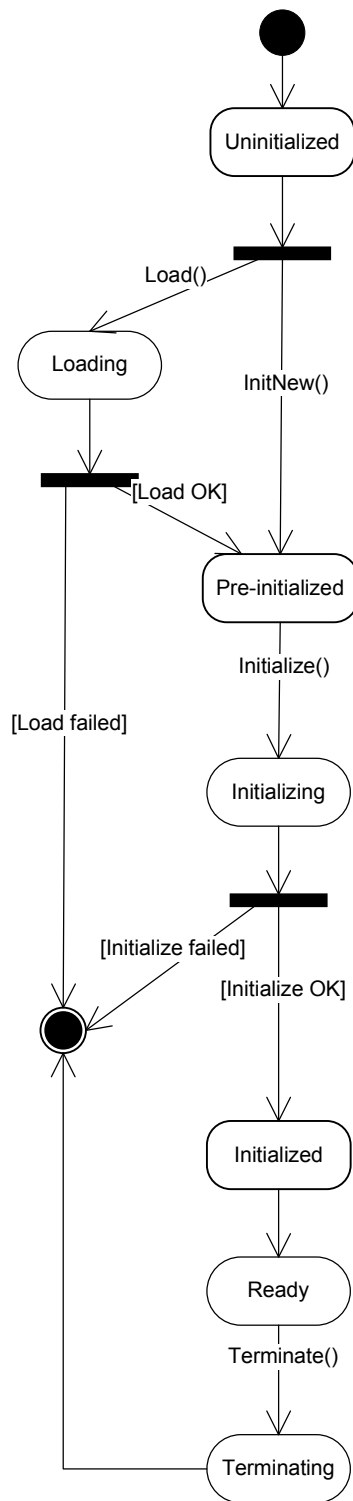 Uninitialized
Load()
Loading
InitNew()
[Load OK]
Pre-initialized
Initialize()
[Load failed]
Initializing
[Initialize failed]
[Initialize OK]
Initialized
Ready
Terminate()
Terminating